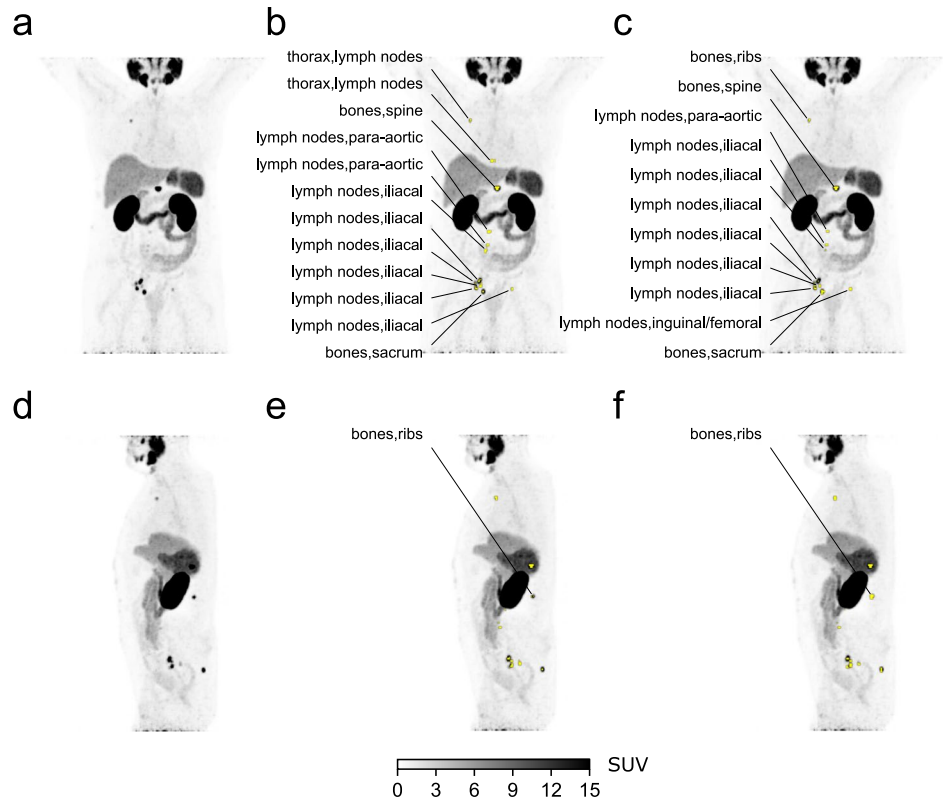 a
b
c
thorax,lymph nodes
thorax,lymph nodes
bones,spine
lymph nodes,para-aortic
lymph nodes,para-aortic
lymph nodes,iliacal
lymph nodes,iliacal
lymph nodes,iliacal
lymph nodes,iliacal
lymph nodes,iliacal
lymph nodes,iliacal
bones,sacrum
bones,ribs
bones,spine
lymph nodes,para-aortic
lymph nodes,iliacal
lymph nodes,iliacal
lymph nodes,iliacal
lymph nodes,iliacal
lymph nodes,iliacal
lymph nodes,iliacal
lymph nodes,inguinal/femoral
bones,sacrum
d
e
f
bones,ribs
bones,ribs
SUV
0 3 6 9 12 15